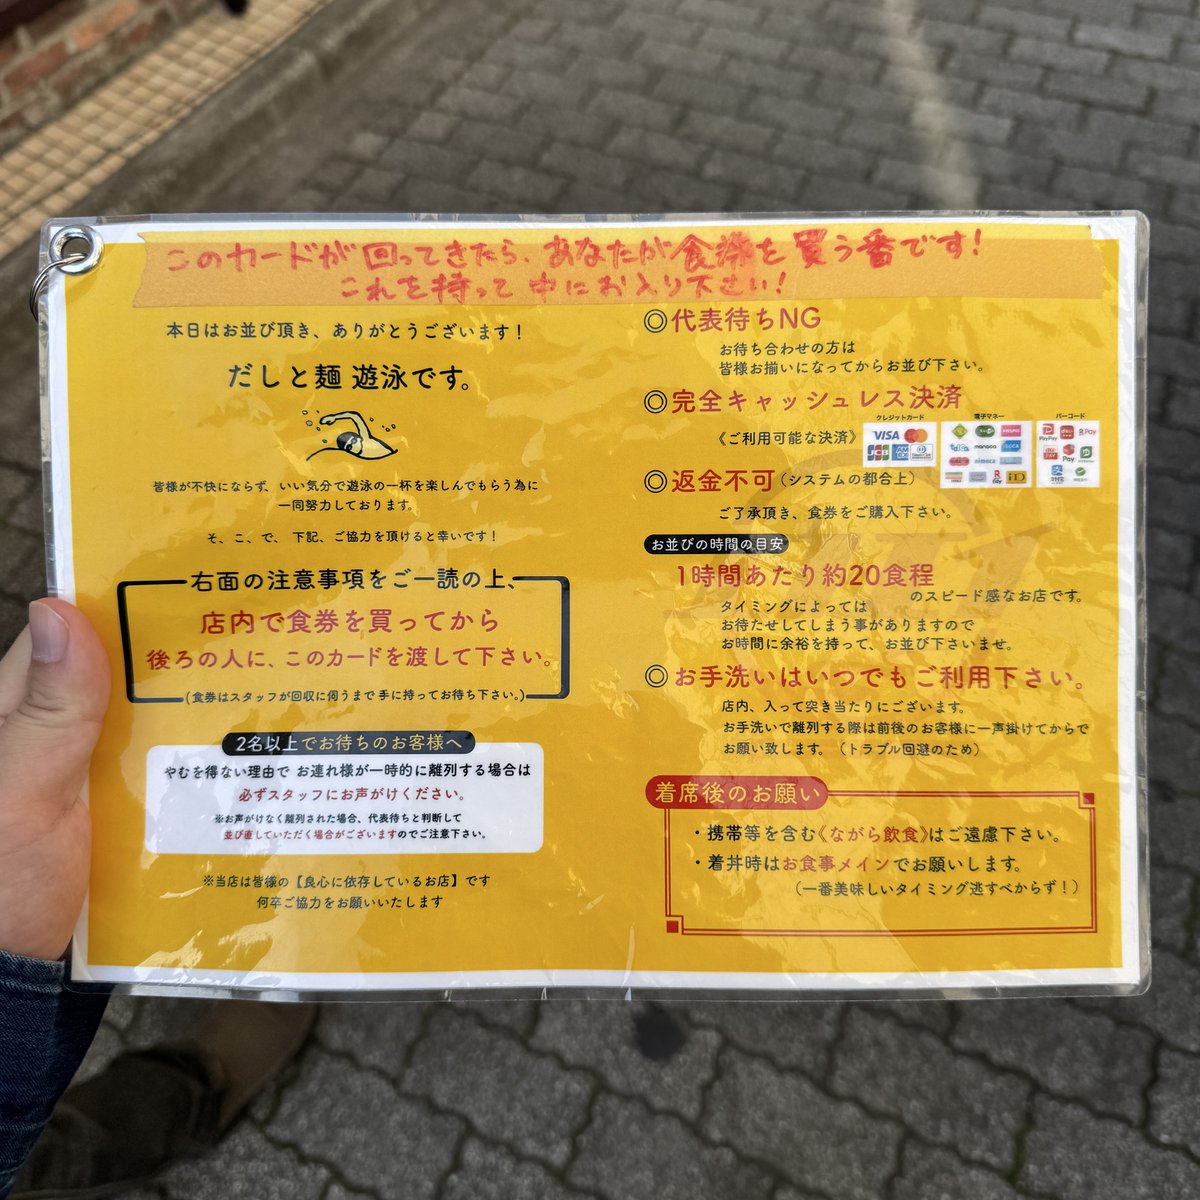 このカードが回ってきたら、あなたが食券を買う番です!
これを持って中にお入り下さい!
本日はお並び頂き、ありがとうございます!
だしと麺 遊泳です。
皆様が不快にならず、いい気分で遊泳の一杯を楽しんでもらう為に
一同努力しております。
そ、こ、で、下記、ご協力を頂けると幸いです!
右面の注意事項をご一読の上、
店内で食券を買ってから
後ろの人に、このカードを渡して下さい。
(食券はスタッフが回収に伺うまで手に持ってお待ち下さい。)
2名以上でお待ちのお客様へ
やむを得ない理由で お連れ様が一時的に離列する場合は
必ずスタッフにお声がけください。
※お声がけなく離列された場合、代表待ちと判断して
並び直していただく場合がございますのでご注意下さい。
※当店は皆様の【良心に依存しているお店】です
何卒ご協力をお願いいたします
◎代表待ちNG
お待ち合わせの方は
皆様お揃いになってからお並び下さい。
◎完全キャッシュレス決済
クレジットカード 電子マネー バーコード
《ご利用可能な決済》
VISA
JCB
PayPay
R Pay
nanaco
nimoca
iD
◎返金不可(システムの都合上)
ご了承頂き、食券をご購入下さい。
お並びの時間の目安
1時間あたり約20食程
のスピード感なお店です。
タイミングによっては
お待たせしてしまう事がありますので
お時間に余裕を持って、お並び下さいませ。
◎お手洗いはいつでもご利用下さい。
店内、入って突き当たりにございます。
お手洗いで離列する際は前後のお客様に一声掛けてからで
お願い致します。(トラブル回避のため)
着席後のお願い
・携帯等を含む《ながら飲食》はご遠慮下さい。
・着丼時はお食事メインでお願いします。
(一番美味しいタイミング逃すべからず!)